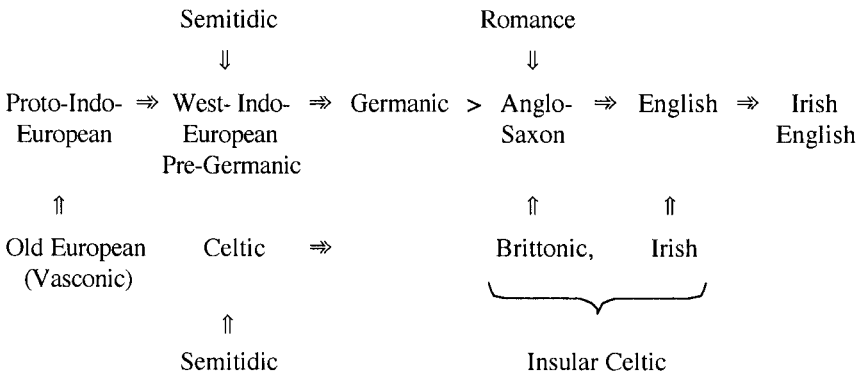 Semitidic Romance
⇓ ⇓
Proto-Indo- ⇒ West- Indo- ⇒ Germanic > Anglo- ⇒ English ⇒ Irish
European European Saxon English
Pre-Germanic
⇑ ⇑ ⇑
Old European Celtic ⇒ Brittonic, Irish
(Vasconic)
⇑
Semitidic Insular Celtic